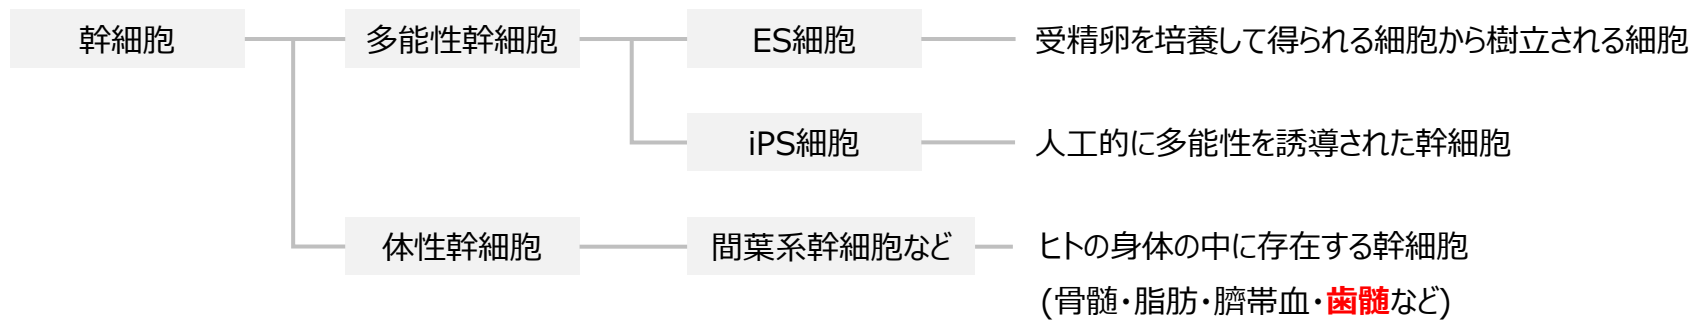 幹細胞
多能性幹細胞
ES細胞
受精卵を培養して得られる細胞から樹立される細胞
iPS細胞
人工的に多能性を誘導された幹細胞
体性幹細胞
間葉系幹細胞など
ヒトの身体の中に存在する幹細胞
(骨髄・脂肪・臍帯血・歯髄など)